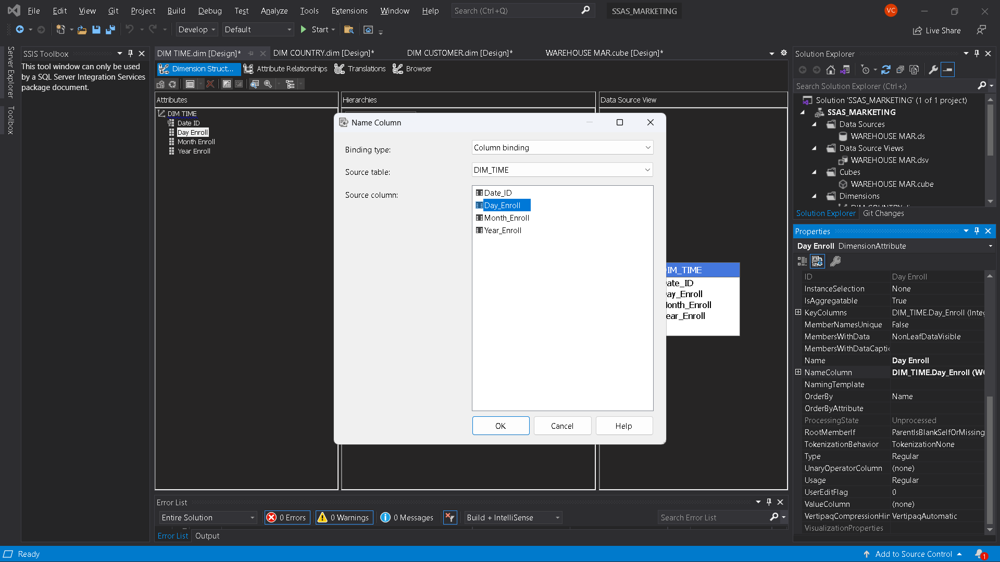 File Edit View Git Project Build Debug Test Analyze Tools Extensions Window Help Search (Ctrl+Q) SSAS_MARKETING VC
Develop Default Start Live Share
Server Explorer
Toolbox
SSIS Toolbox
This tool window can only be used
by a SQL Server Integration Services
package document.
DIM TIME.dim [Design]* DIM COUNTRY.dim [Design]* DIM CUSTOMER.dim [Design]* WAREHOUSE MAR.cube [Design]*
Dimension Struct... Attribute Relationships Translations Browser
Attributes
DIM TIME
Date ID
Day Enroll
Month Enroll
Year Enroll
Hierarchies
Data Source View
Name Column
Binding type: Column binding
Source table: DIM_TIME
Source column:
Date_ID
Day_Enroll
Month_Enroll
Year_Enroll
OK Cancel Help
IM_TIME
ate_ID
ay_Enroll
onth_Enroll
ear_Enroll
Error List
Entire Solution 0 Errors 0 Warnings 0 Messages Build + IntelliSense Search Error List
Error List Output
Solution Explorer
Search Solution Explorer (Ctrl+;)
Solution 'SSAS_MARKETING' (1 of 1 project)
SSAS_MARKETING
Data Sources
WAREHOUSE MAR.ds
Data Source Views
WAREHOUSE MAR.dsv
Cubes
WAREHOUSE MAR.cube
Dimensions
Solution Explorer Git Changes
Properties
Day Enroll DimensionAttribute
ID Day Enroll
InstanceSelection None
IsAggregatable True
KeyColumns DIM_TIME.Day_Enroll (Integ
MemberNamesUnique False
MembersWithData NonLeafDataVisible
MembersWithDataCaptio
Name Day Enroll
NameColumn DIM_TIME.Day_Enroll (WC
NamingTemplate
OrderBy Name
OrderByAttribute
ProcessingState Unprocessed
RootMemberIf ParentIsBlankSelfOrMissing
TokenizationBehavior TokenizationNone
Type Regular
UnaryOperatorColumn (none)
Usage Regular
UserEditFlag 0
ValueColumn (none)
VertipaqCompressionHin VertipaqAutomatic
VisualizationProperties
Ready Add to Source Control 1